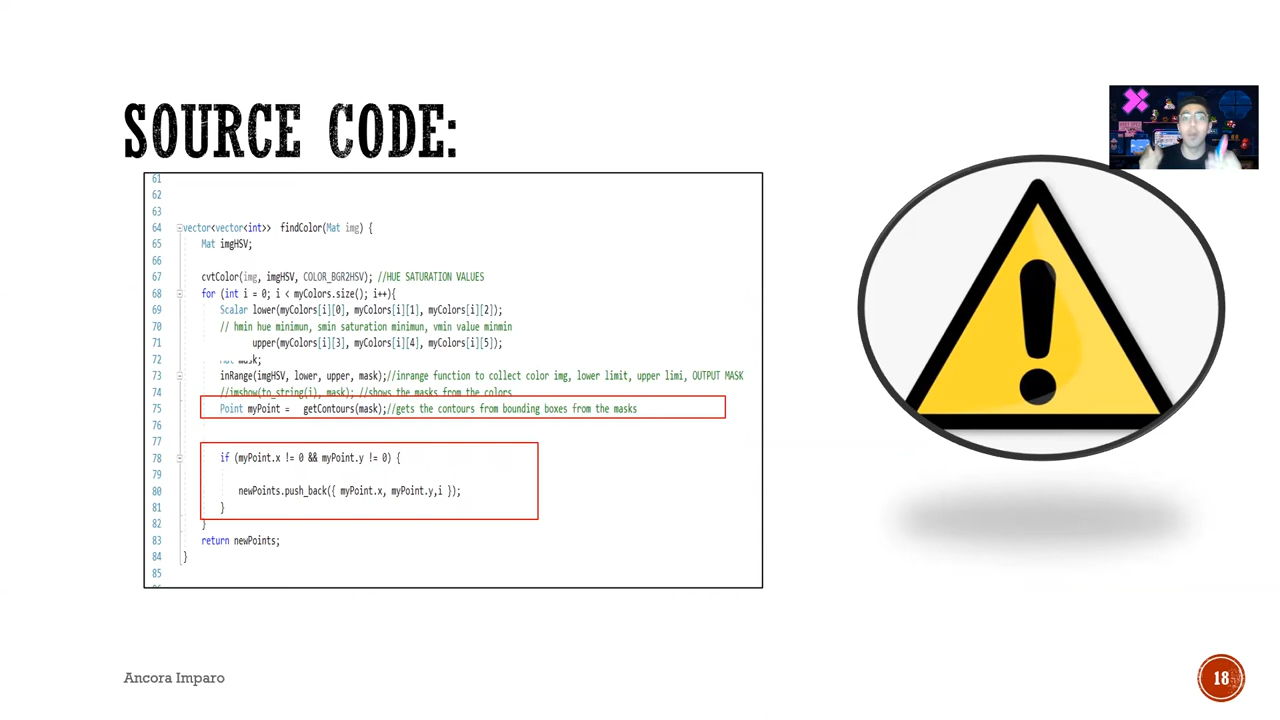 SOURCE CODE:
61
62
63
64 vector<vector<int>> findColor(Mat img) {
65 Mat imgHSV;
66
67 cvtColor(img, imgHSV, COLOR_BGR2HSV); //HUE SATURATION VALUES
68 for (int i = 0; i < myColors.size(); i++){
69 Scalar lower(myColors[i][0], myColors[i][1], myColors[i][2]);
70 // hmin hue minimun, smin saturation minimun, vmin value minmin
71 upper(myColors[i][3], myColors[i][4], myColors[i][5]);
72 Mat mask;
73 inRange(imgHSV, lower, upper, mask);//inrange function to collect color img, lower limit, upper limi, OUTPUT MASK
74 //imshow(to_string(i), mask); //shows the masks from the colors
75 Point myPoint = getContours(mask);//gets the contours from bounding boxes from the masks
76
77
78 if (myPoint.x != 0 && myPoint.y != 0) {
79
80 newPoints.push_back({ myPoint.x, myPoint.y,i });
81 }
82 }
83 return newPoints;
84 }
85
Ancora Imparo
18